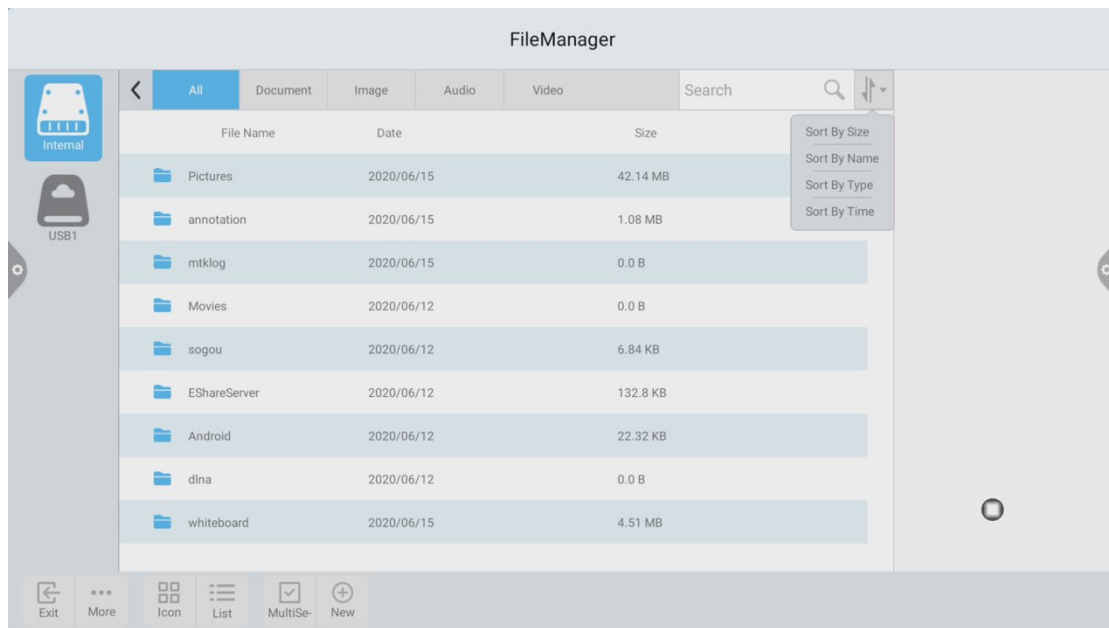 FileManager
Internal
USB1
All Document Image Audio Video Search
File Name Date Size
Pictures 2020/06/15 42.14 MB
annotation 2020/06/15 1.08 MB
mtklog 2020/06/15 0.0 B
Movies 2020/06/12 0.0 B
sogou 2020/06/12 6.84 KB
EShareServer 2020/06/12 132.8 KB
Android 2020/06/12 22.32 KB
dlna 2020/06/12 0.0 B
whiteboard 2020/06/15 4.51 MB
Sort By Size
Sort By Name
Sort By Type
Sort By Time
Exit More Icon List MultiSe- New